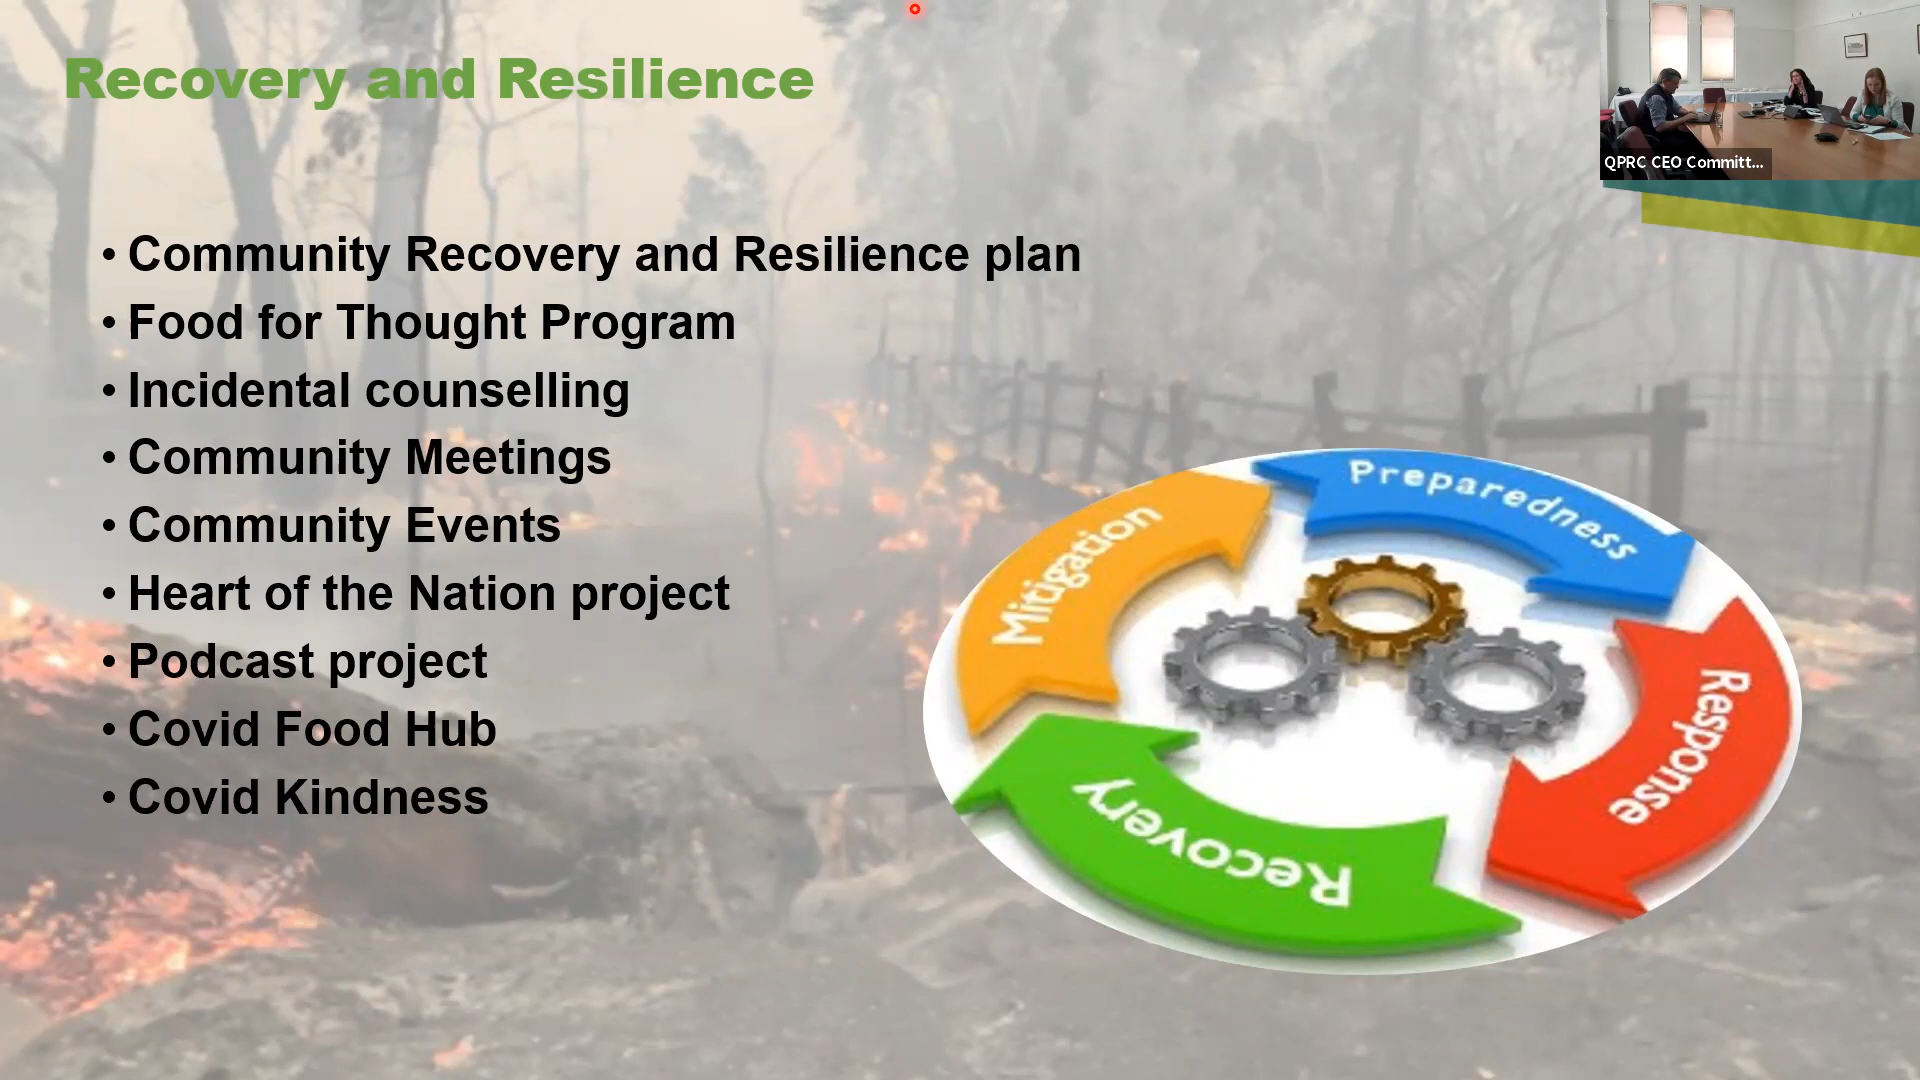 Recovery and Resilience
QPRC CEO Committ...
• Community Recovery and Resilience plan
• Food for Thought Program
• Incidental counselling
• Community Meetings
• Community Events
• Heart of the Nation project
• Podcast project
• Covid Food Hub
• Covid Kindness
Preparedness
Mitigation
Response
Recovery